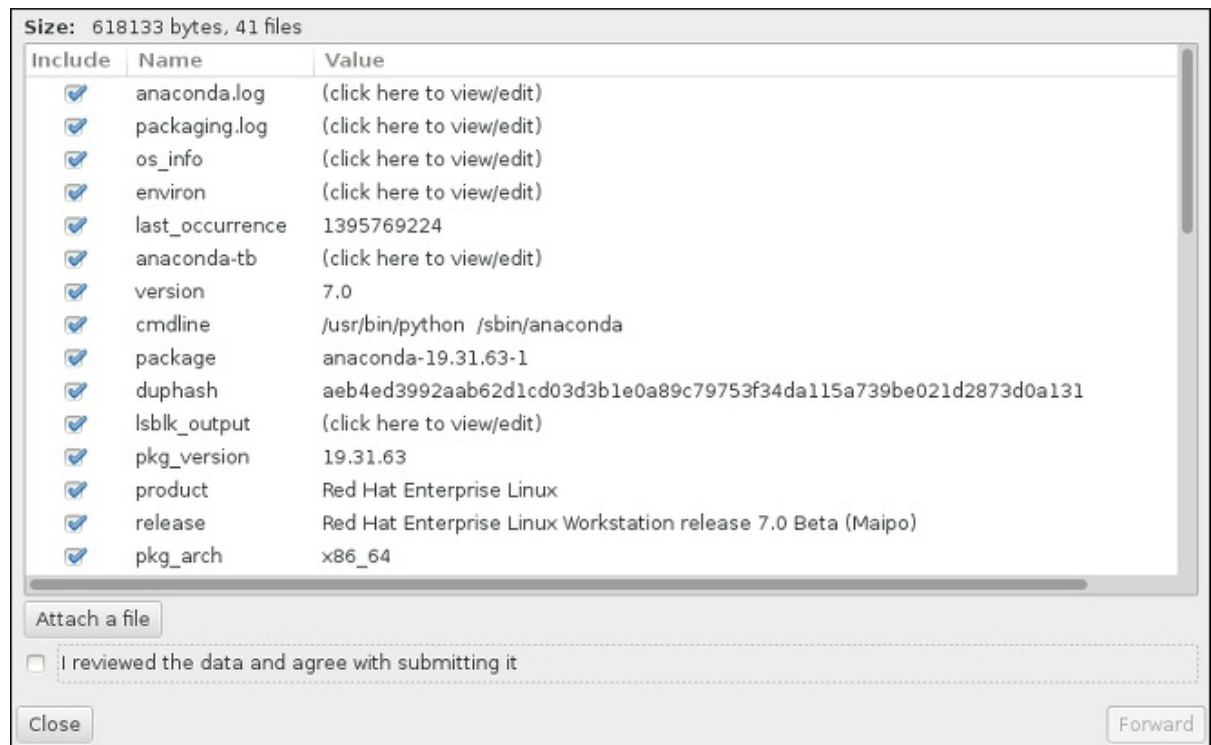 Size: 618133 bytes, 41 files
Include Name Value
anaconda.log (click here to view/edit)
packaging.log (click here to view/edit)
os_info (click here to view/edit)
environ (click here to view/edit)
last_occurrence 1395769224
anaconda-tb (click here to view/edit)
version 7.0
cmdline /usr/bin/python /sbin/anaconda
package anaconda-19.31.63-1
duphash aeb4ed3992aab62d1cd03d3b1e0a89c79753f34da115a739be021d2873d0a131
lsblk_output (click here to view/edit)
pkg_version 19.31.63
product Red Hat Enterprise Linux
release Red Hat Enterprise Linux Workstation release 7.0 Beta (Maipo)
pkg_arch x86_64
Attach a file
I reviewed the data and agree with submitting it
Close Forward